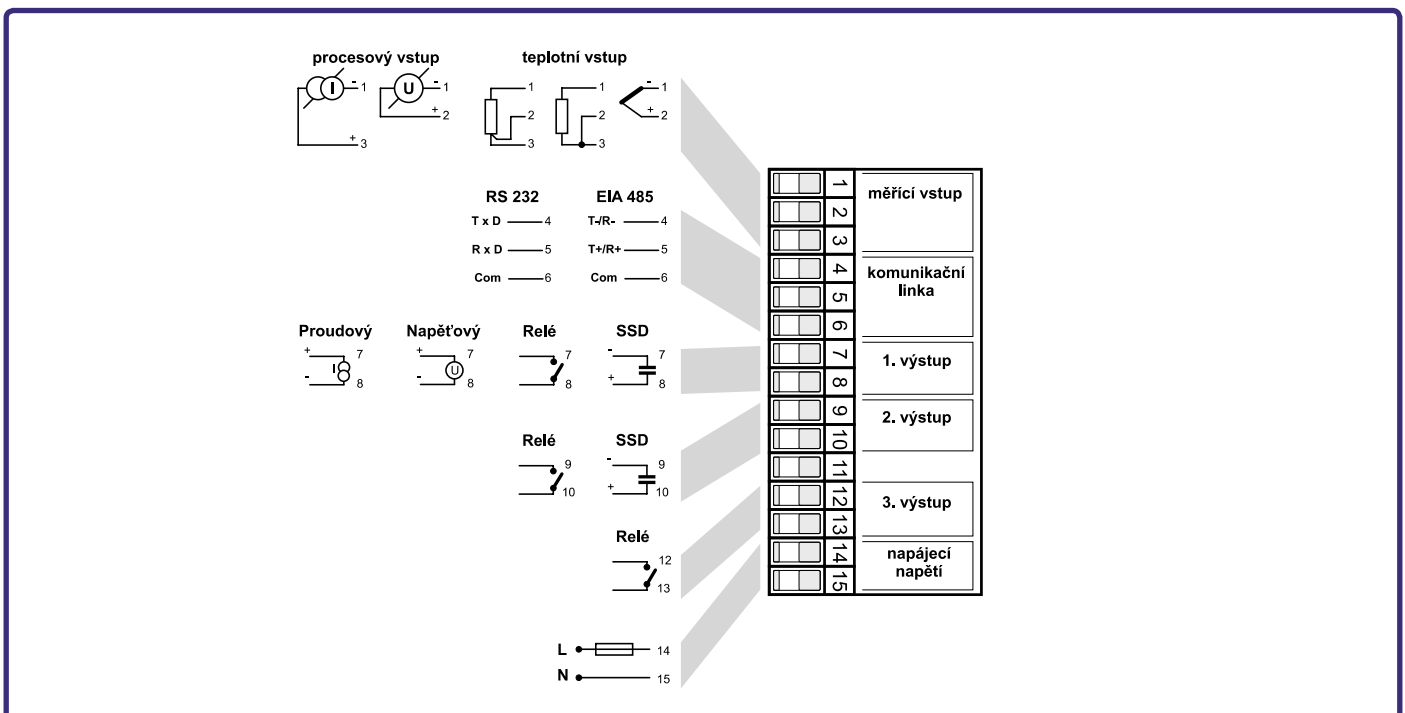 procesový vstup
teplotní vstup
I
- 1
+ 3
U
- 1
+ 2
1
2
3
1
2
3
- 1
+ 2
RS 232
T x D 4
R x D 5
Com 6
EIA 485
T-/R- 4
T+/R+ 5
Com 6
Proudový
+ 7
I
- 8
Napěťový
+ 7
U
- 8
Relé
7
8
SSD
- 7
+ 8
Relé
9
10
SSD
- 9
+ 10
Relé
12
13
L 14
N 15
1
2
3
4
5
6
7
8
9
10
11
12
13
14
15
měřící vstup
komunikační
linka
1. výstup
2. výstup
3. výstup
napájecí
napětí